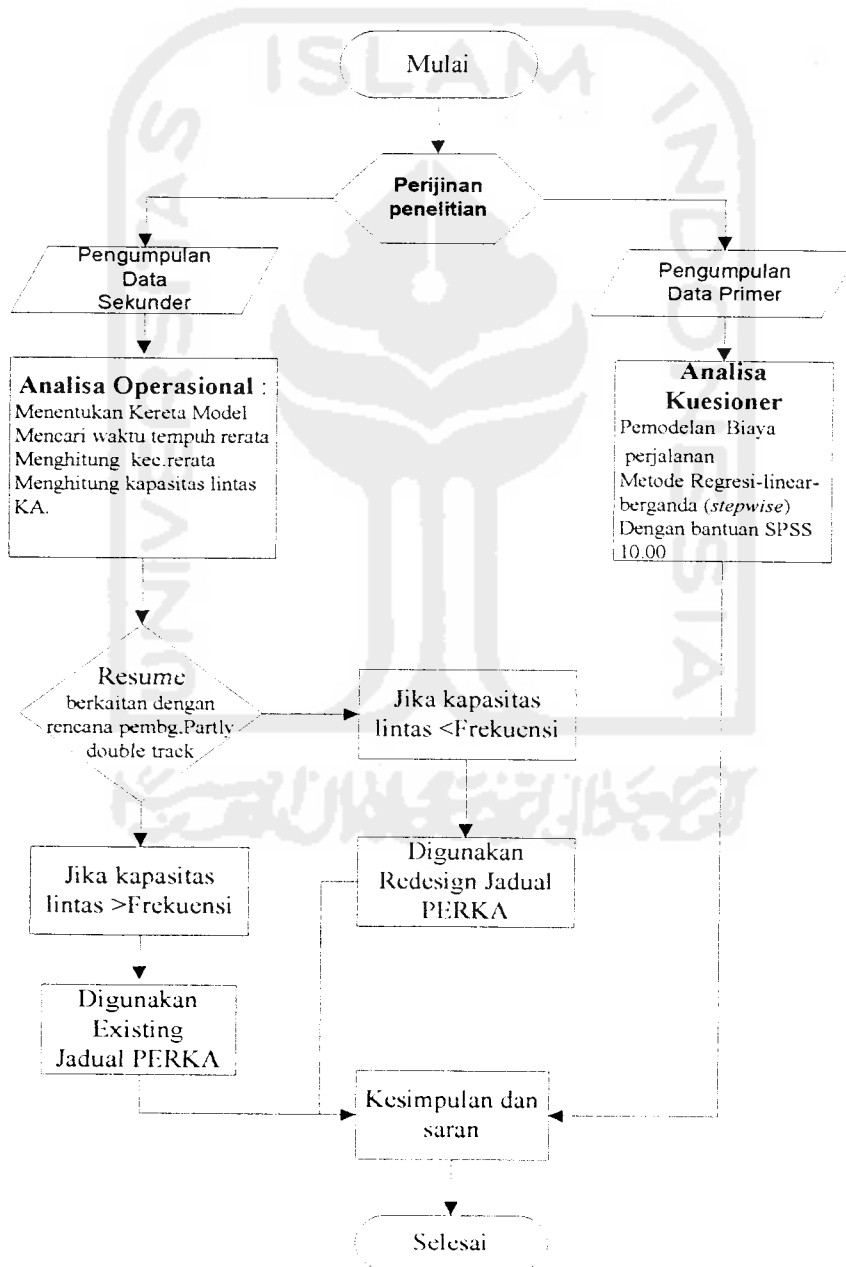 ISLAM
UNIVERSITAS
INDONESIA
Mulai
Perijinan
penelitian
Pengumpulan
Data
Sekunder
Pengumpulan
Data Primer
Analisa Operasional :
Menentukan Kereta Model
Mencari waktu tempuh rerata
Menghitung kec.rerata
Menghitung kapasitas lintas
KA.
Analisa
Kuesioner
Pemodelan Biaya
perjalanan
Metode Regresi-linear-
berganda (stepwise)
Dengan bantuan SPSS
10.00
Resume
berkaitan dengan
rencana pembg.Partly
double track
Jika kapasitas
lintas <Frekuensi
Digunakan
Redesign Jadual
PERKA
Jika kapasitas
lintas >Frekuensi
Digunakan
Existing
Jadual PERKA
Kesimpulan dan
saran
Selesai